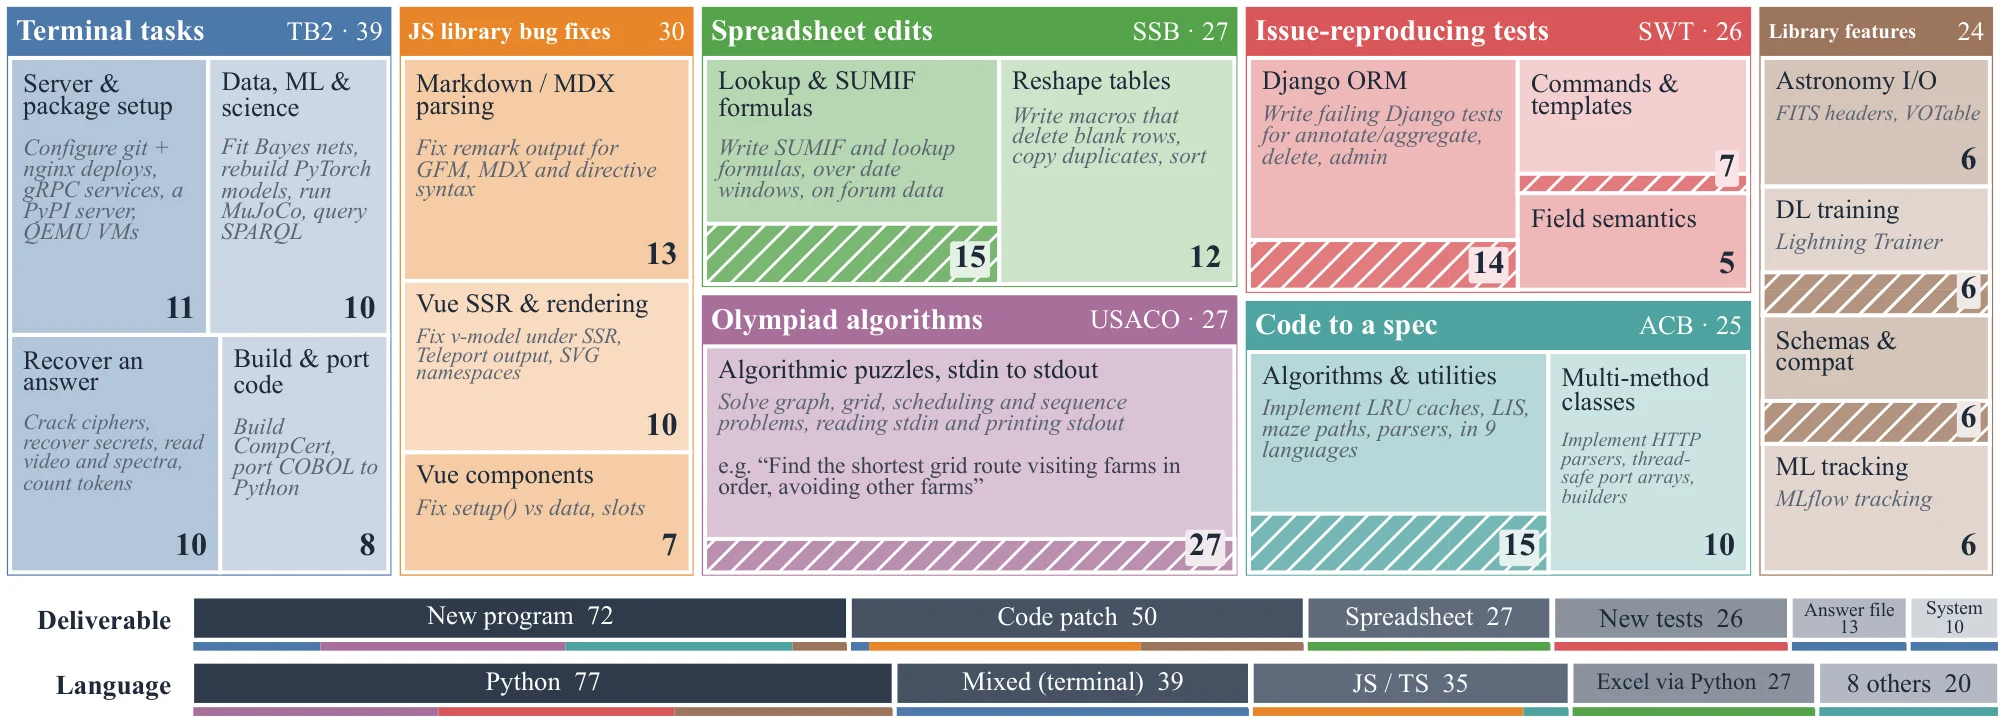 Terminal tasks TB2 · 39
Server &
package setup
Configure git +
nginx deploys,
gRPC services, a
PyPI server,
QEMU VMs
11
Data, ML &
science
Fit Bayes nets,
rebuild PyTorch
models, run
MuJoCo, query
SPARQL
10
Recover an
answer
Crack ciphers,
recover secrets, read
video and spectra,
count tokens
10
Build & port
code
Build
CompCert,
port COBOL to
Python
8
JS library bug fixes 30
Markdown / MDX
parsing
Fix remark output for
GFM, MDX and directive
syntax
13
Vue SSR & rendering
Fix v-model under SSR,
Teleport output, SVG
namespaces
10
Vue components
Fix setup() vs data, slots
7
Spreadsheet edits SSB · 27
Lookup & SUMIF
formulas
Write SUMIF and lookup
formulas, over date
windows, on forum data
15
Reshape tables
Write macros that
delete blank rows,
copy duplicates, sort
12
Olympiad algorithms USACO · 27
Algorithmic puzzles, stdin to stdout
Solve graph, grid, scheduling and sequence
problems, reading stdin and printing stdout
e.g. “Find the shortest grid route visiting farms in
order, avoiding other farms”
27
Issue-reproducing tests SWT · 26
Django ORM
Write failing Django tests
for annotate/aggregate,
delete, admin
14
Commands &
templates
7
Field semantics
5
Code to a spec ACB · 25
Algorithms & utilities
Implement LRU caches, LIS,
maze paths, parsers, in 9
languages
15
Multi-method
classes
Implement HTTP
parsers, thread-
safe port arrays,
builders
10
Library features 24
Astronomy I/O
FITS headers, VOTable
6
DL training
Lightning Trainer
6
Schemas &
compat
6
ML tracking
MLflow tracking
6
Deliverable
New program 72
Code patch 50
Spreadsheet 27
New tests 26
Answer file
13
System
10
Language
Python 77
Mixed (terminal) 39
JS / TS 35
Excel via Python 27
8 others 20